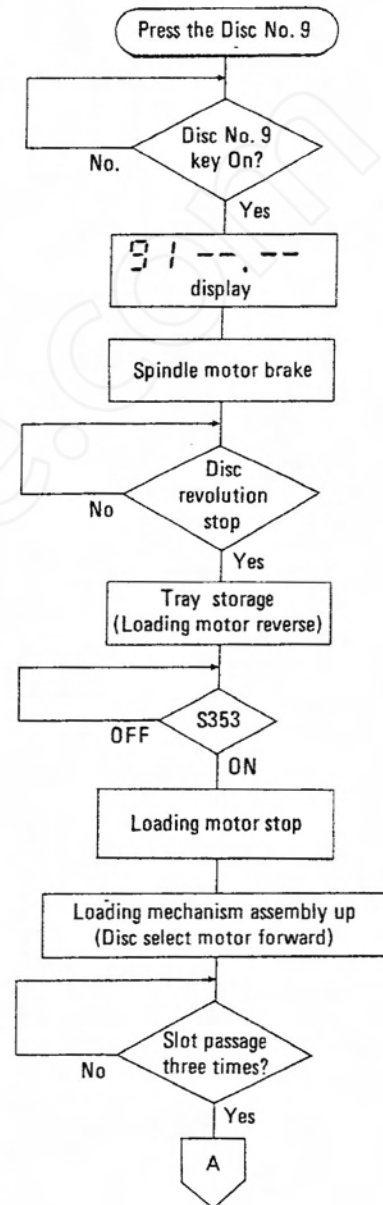 Press the Disc No. 9
Disc No. 9
key On?
No.
Yes
91 --.--
display
Spindle motor brake
Disc
revolution
stop
No
Yes
Tray storage
(Loading motor reverse)
S353
OFF
ON
Loading motor stop
Loading mechanism assembly up
(Disc select motor forward)
Slot passage
three times?
No
Yes
A